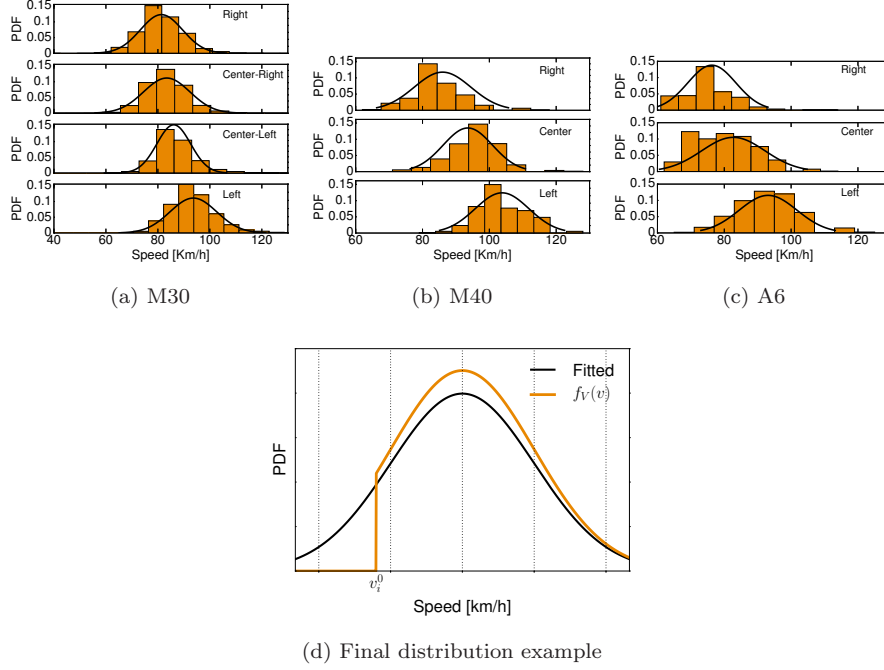 0.15
0.1
0.05
0
PDF
Right
0.15
0.1
0.05
0
PDF
Center-Right
0.15
0.1
0.05
0
PDF
Center-Left
0.15
0.1
0.05
0
PDF
Left
40 60 80 100 120
Speed [Km/h]
(a) M30
0.15
0.1
0.05
0
PDF
Right
0.15
0.1
0.05
0
PDF
Center
0.15
0.1
0.05
0
PDF
Left
60 80 100 120
Speed [Km/h]
(b) M40
0.15
0.1
0.05
0
PDF
Right
0.15
0.1
0.05
0
PDF
Center
0.15
0.1
0.05
0
PDF
Left
60 80 100 120
Speed [Km/h]
(c) A6
Fitted
f_V(v)
PDF
v_i^0
Speed [km/h]
(d) Final distribution example